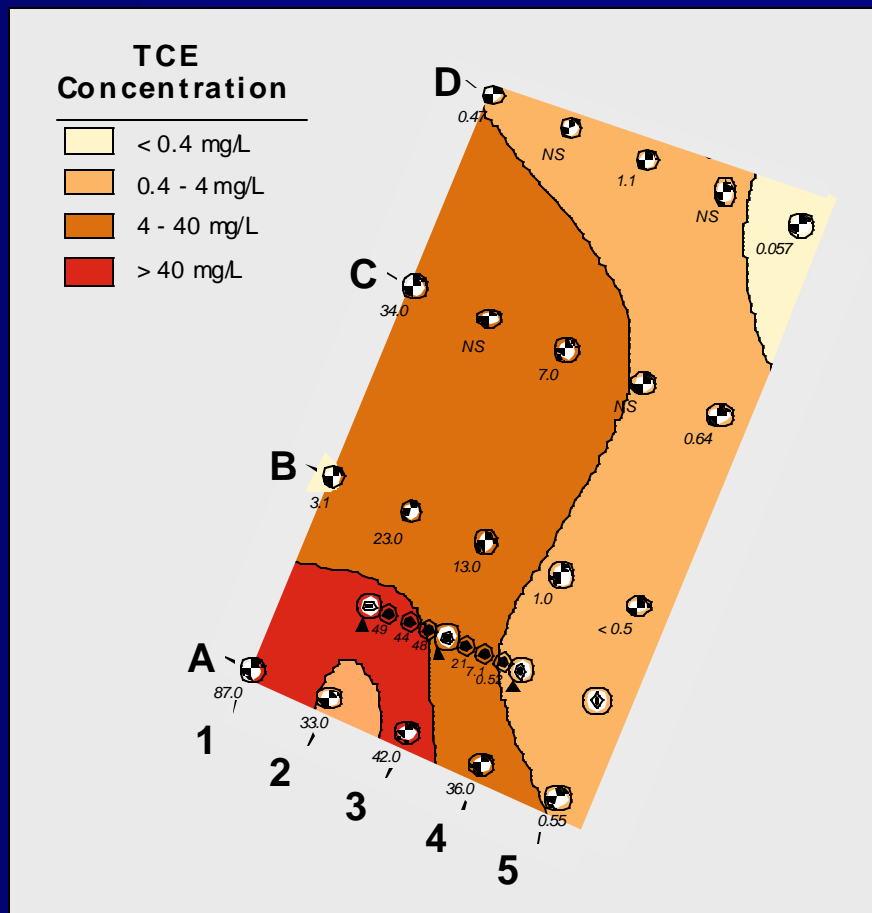 TCE
Concentration
< 0.4 mg/L
0.4 - 4 mg/L
4 - 40 mg/L
> 40 mg/L
D
0.47
NS
1.1
NS
0.057
C
34.0
NS
7.0
NS
0.64
B
3.1
23.0
13.0
1.0
< 0.5
49
44
48
21
7.1
0.52
A
87.0
33.0
42.0
36.0
0.55
1
2
3
4
5